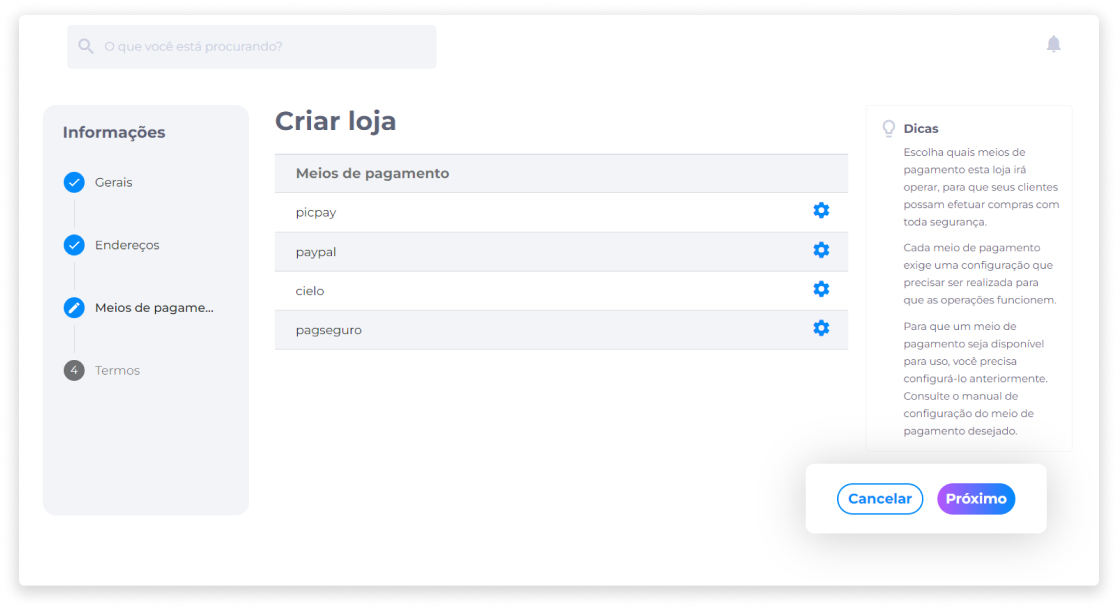 O que você está procurando?
Informações
Gerais
Endereços
Meios de pagame...
4 Termos
Criar loja
Meios de pagamento
picpay
paypal
cielo
pagseguro
Dicas
Escolha quais meios de
pagamento esta loja irá
operar, para que seus clientes
possam efetuar compras com
toda segurança.
Cada meio de pagamento
exige uma configuração que
precisar ser realizada para
que as operações funcionem.
Para que um meio de
pagamento seja disponível
para uso, você precisa
configurá-lo anteriormente.
Consulte o manual de
configuração do meio de
pagamento desejado.
Cancelar Próximo